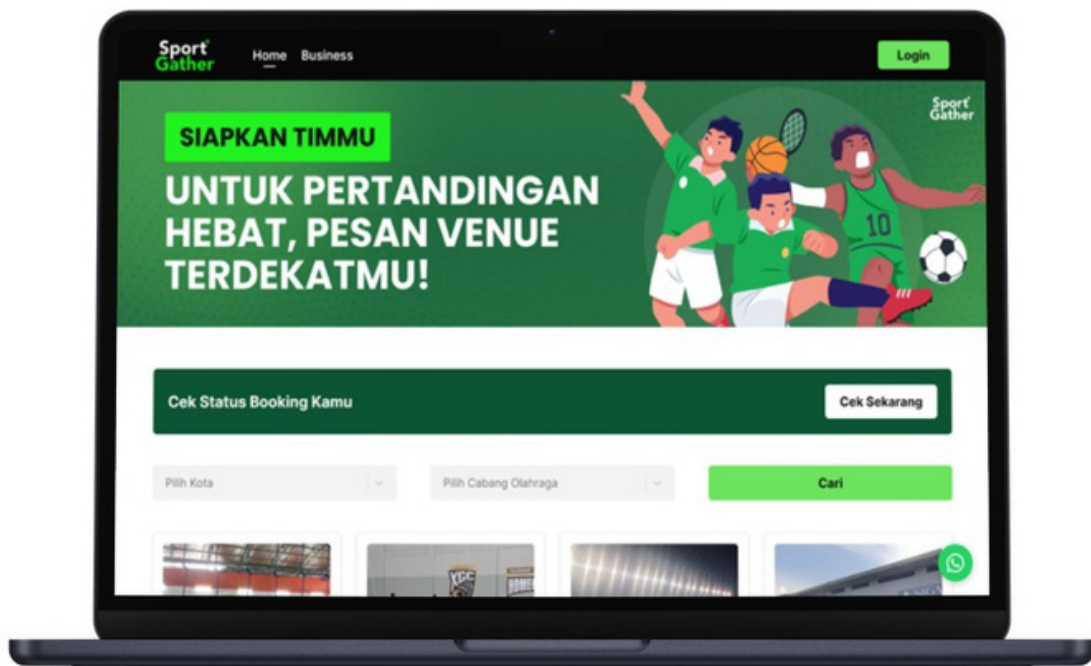 Sport
Gather
Home
Business
Login
Sport
Gather
SIAPKAN TIMMU
UNTUK PERTANDINGAN
HEBAT, PESAN VENUE
TERDEKATMU!
10
Cek Status Booking Kamu
Cek Sekarang
Pilih Kota
Pilih Cabang Olahraga
Cari
XGC